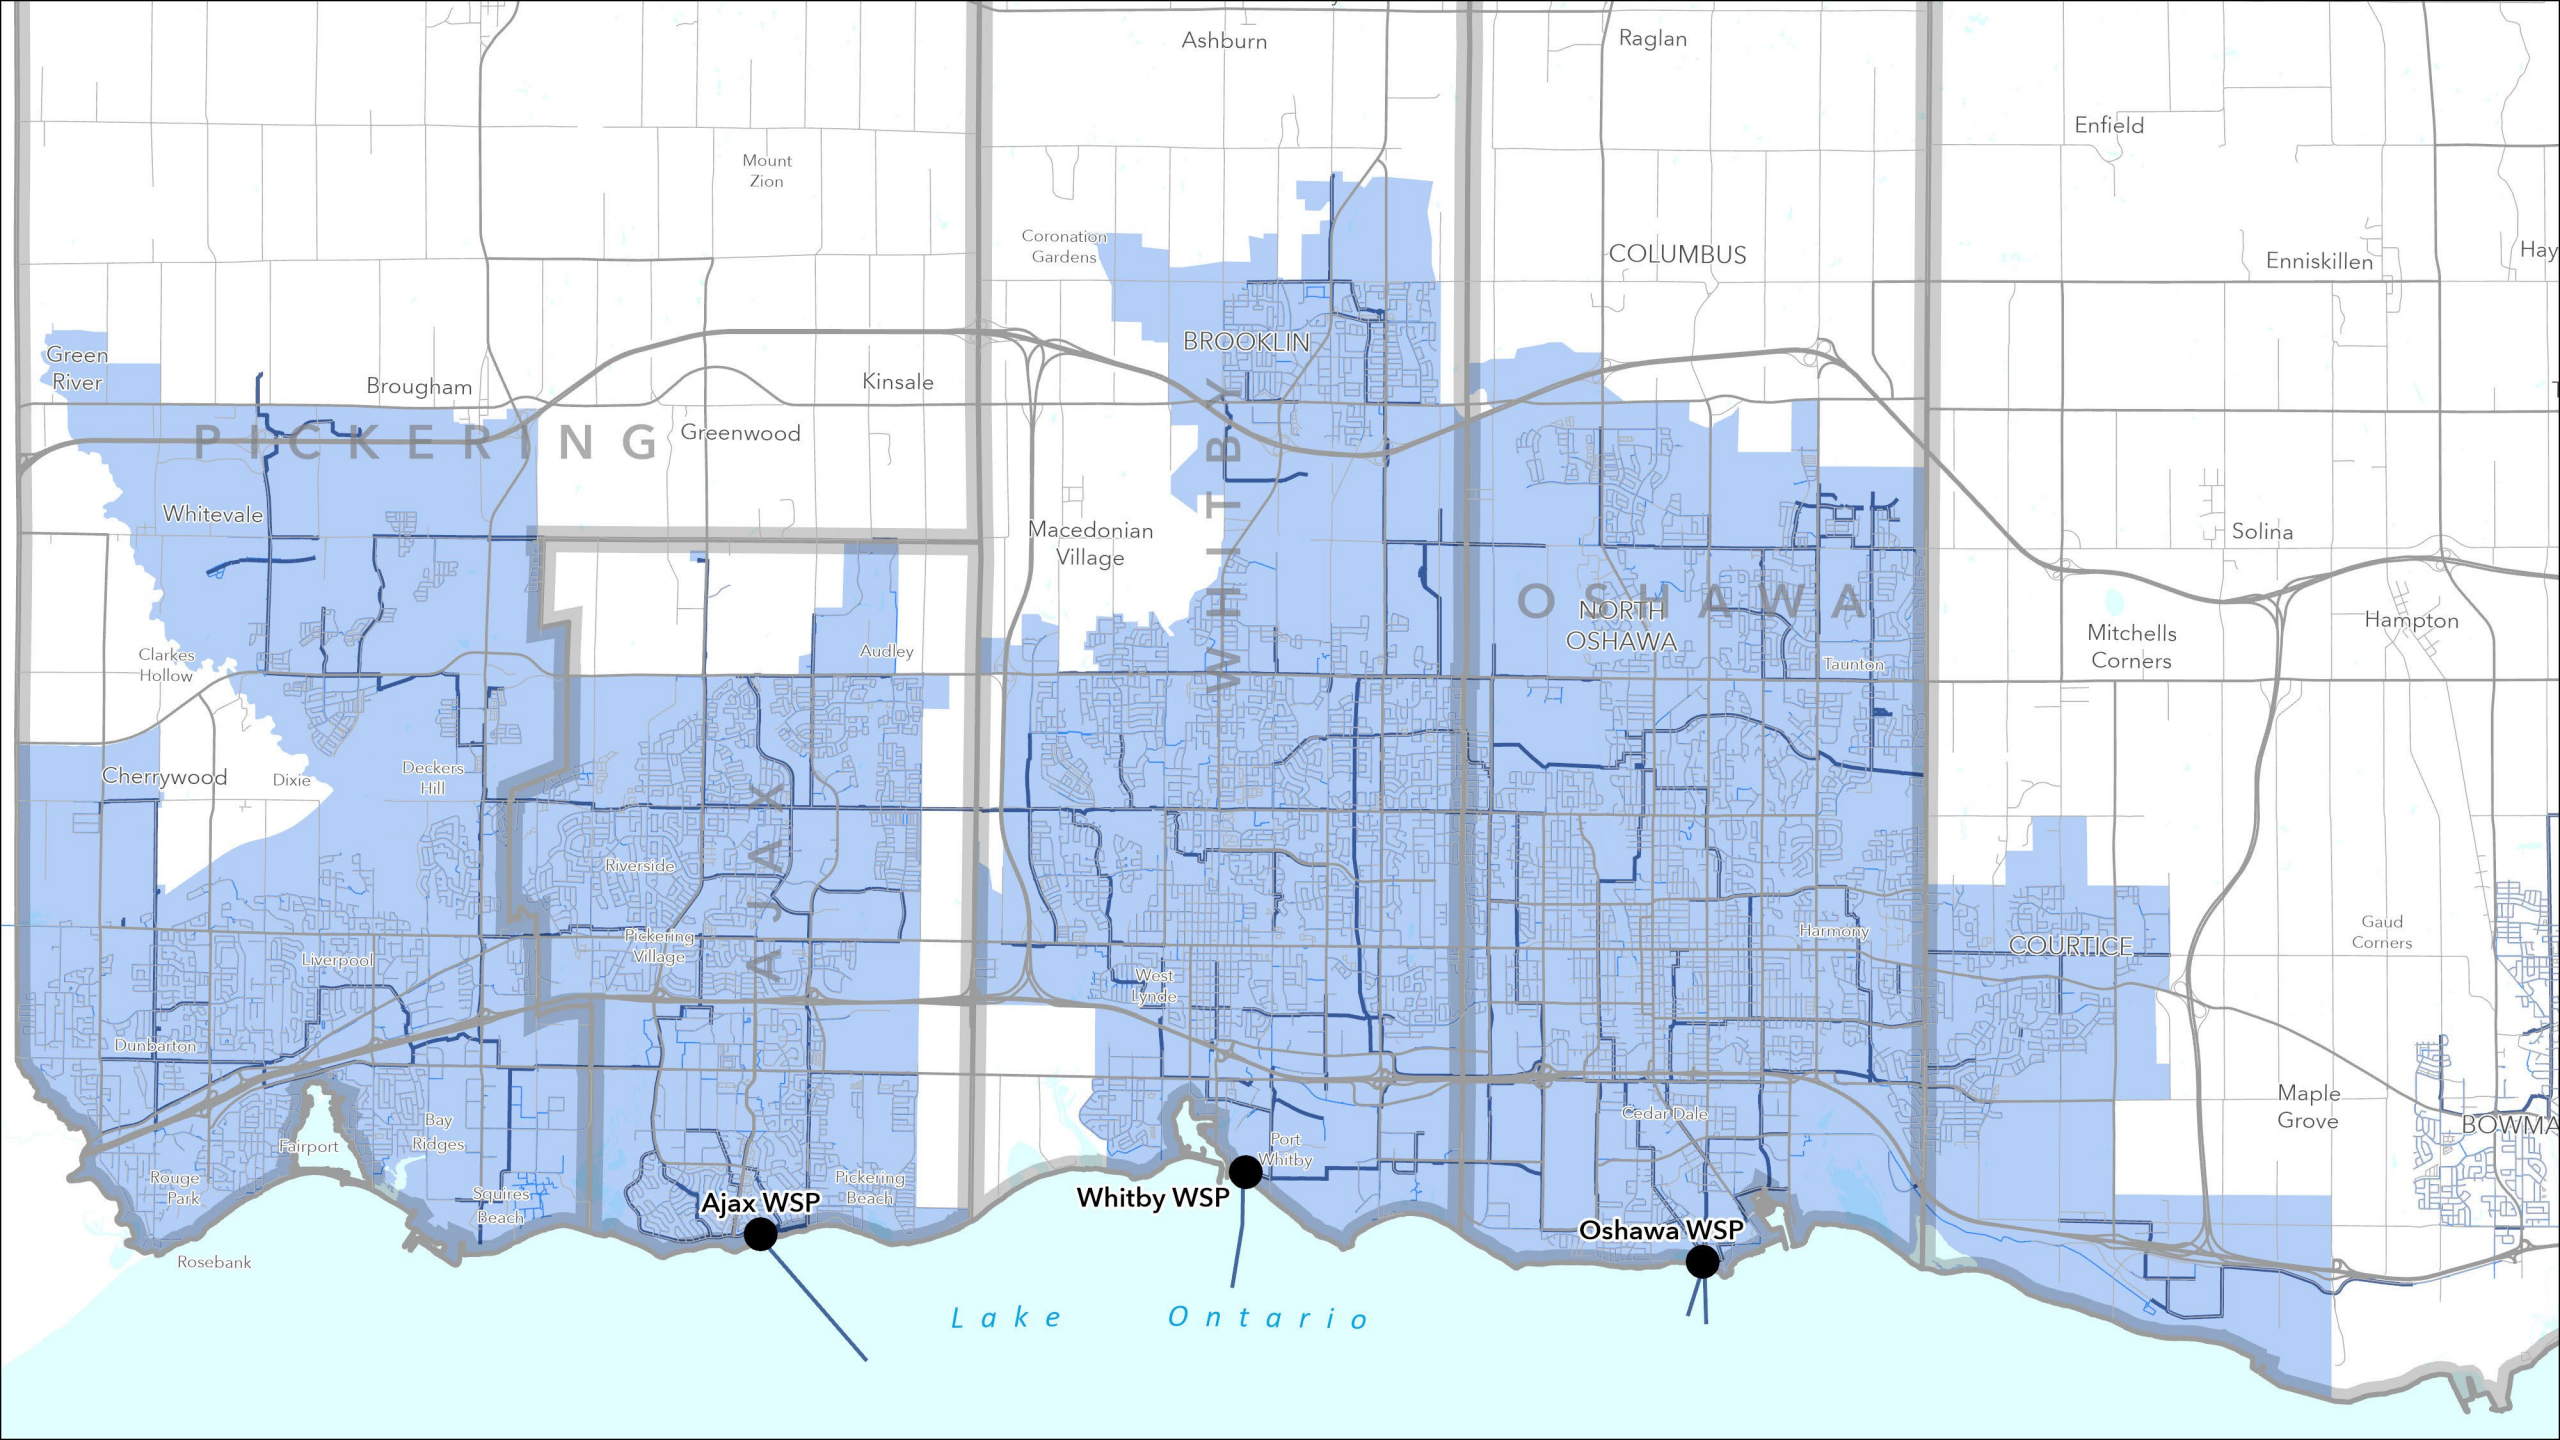 Ashburn
Raglan
Enfield
Mount
Zion
Coronation
Gardens
COLUMBUS
Enniskillen
Hay
Green
River
BROOKLIN
Brougham
Kinsale
PICKERING
Greenwood
Whitevale
Macedonian
Village
WHITBY
Solina
OSHAWA
NORTH
OSHAWA
Mitchells
Corners
Hampton
Clarkes
Hollow
Audley
Taunton
Cherrywood
Dixie
Deckers
Hill
AJAX
Riverside
Liverpool
Pickering
Village
West
Lynde
Harmony
COURTICE
Gaud
Corners
Dunbarton
Maple
Grove
BOWMA
Cedar Dale
Bay
Ridges
Fairport
Port
Whitby
Rouge
Park
Squires
Beach
Pickering
Beach
Ajax WSP
Whitby WSP
Oshawa WSP
Rosebank
Lake Ontario